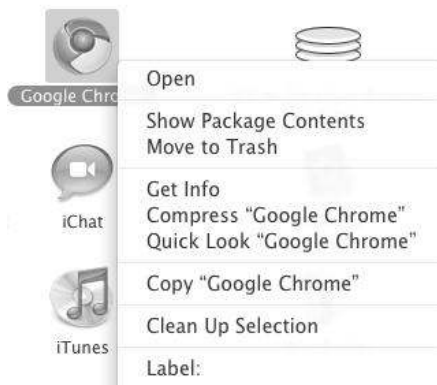 Google Chro
Open
Show Package Contents
Move to Trash
iChat
Get Info
Compress “Google Chrome”
Quick Look “Google Chrome”
Copy “Google Chrome”
iTunes
Clean Up Selection
Label: